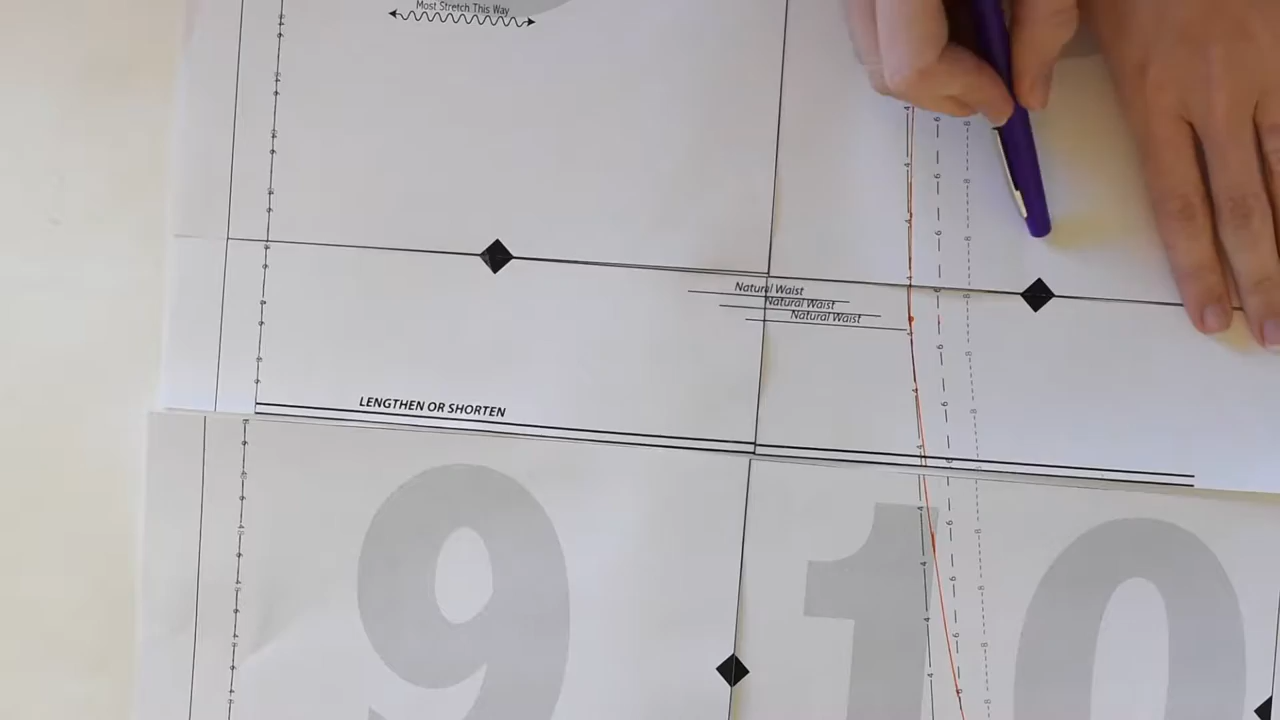 Most Stretch This Way
Natural Waist
Natural Waist
Natural Waist
LENGTHEN OR SHORTEN
9
10